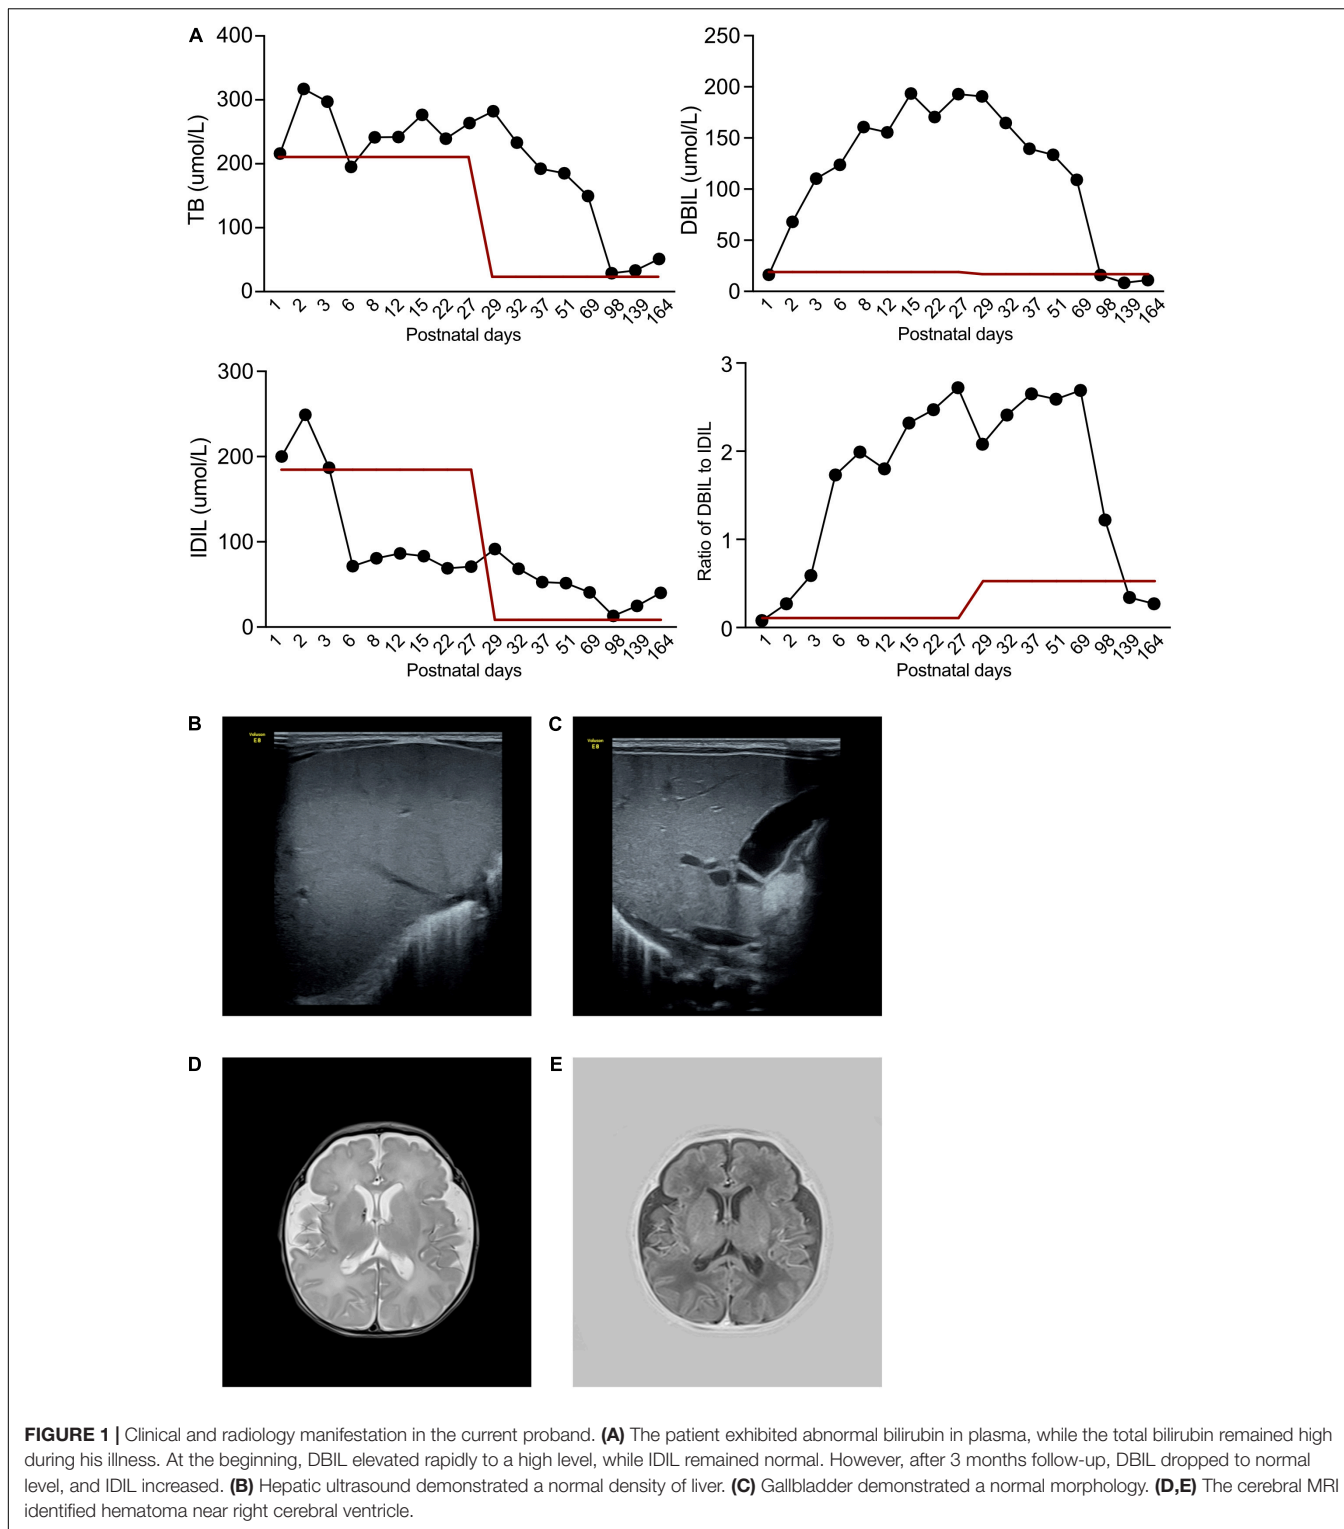 A
400
300
200
100
0
TB (umol/L)
1 2 3 6 8 12 15 22 27 29 32 37 51 69 98 139 164
Postnatal days
250
200
150
100
50
0
DBIL (umol/L)
1 2 3 6 8 12 15 22 27 29 32 37 51 69 98 139 164
Postnatal days
300
200
100
0
IDIL (umol/L)
1 2 3 6 8 12 15 22 27 29 32 37 51 69 98 139 164
Postnatal days
3
2
1
0
Ratio of DBIL to IDIL
1 2 3 6 8 12 15 22 27 29 32 37 51 69 98 139 164
Postnatal days
B
Voluson
E8
C
Voluson
E8
D
E
FIGURE 1 | Clinical and radiology manifestation in the current proband. (A) The patient exhibited abnormal bilirubin in plasma, while the total bilirubin remained high
during his illness. At the beginning, DBIL elevated rapidly to a high level, while IDIL remained normal. However, after 3 months follow-up, DBIL dropped to normal
level, and IDIL increased. (B) Hepatic ultrasound demonstrated a normal density of liver. (C) Gallbladder demonstrated a normal morphology. (D,E) The cerebral MRI
identified hematoma near right cerebral ventricle.